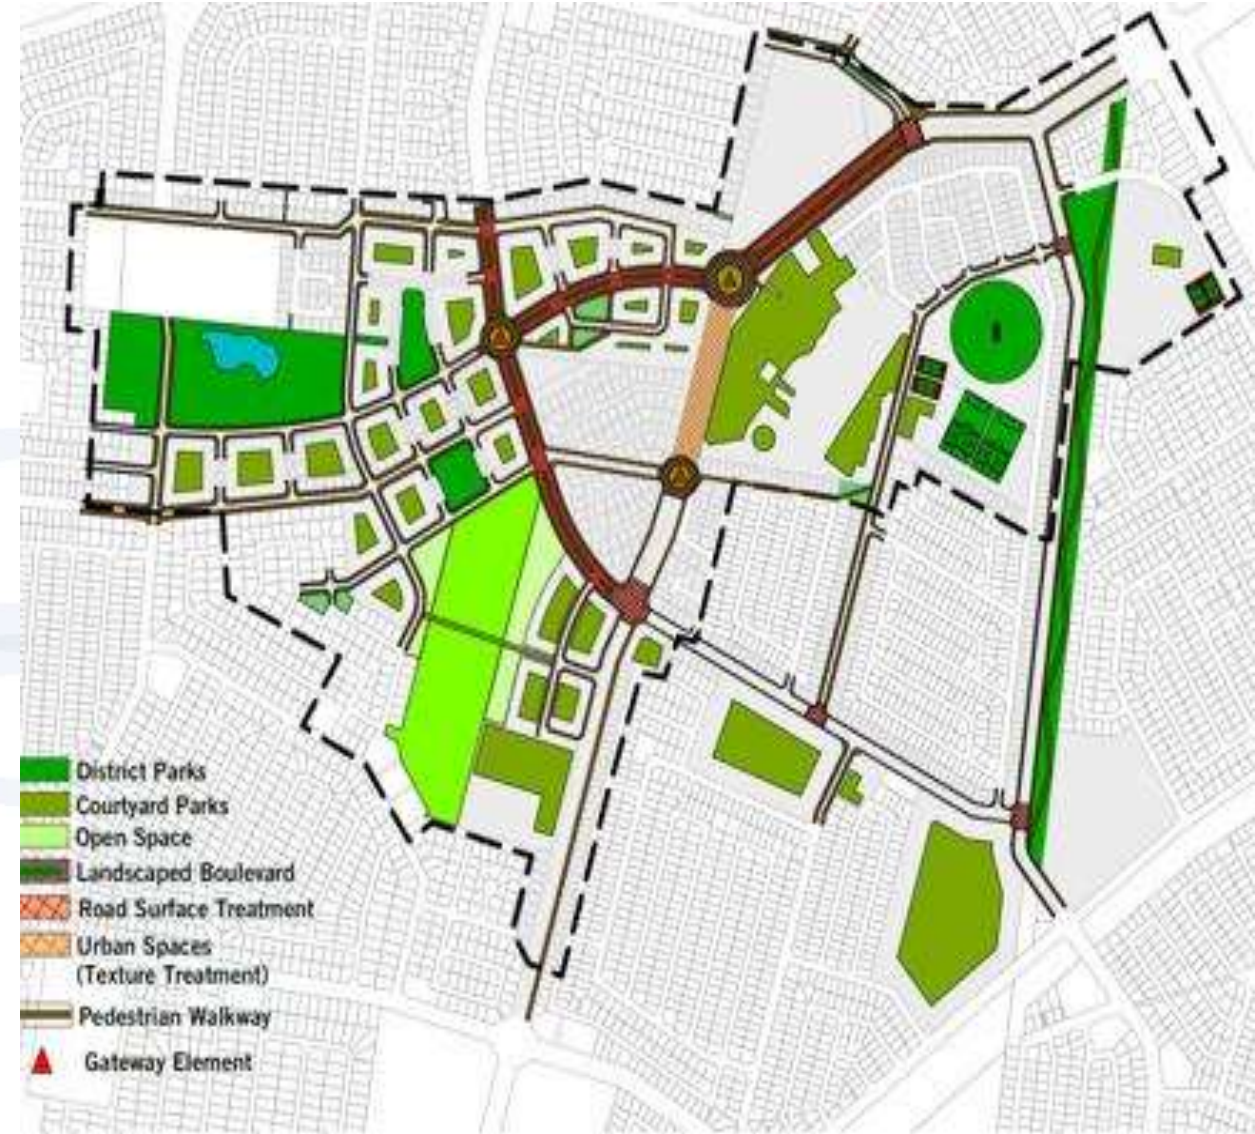 District Parks
Courtyard Parks
Open Space
Landscaped Boulevard
Road Surface Treatment
Urban Spaces
(Texture Treatment)
Pedestrian Walkway
Gateway Element